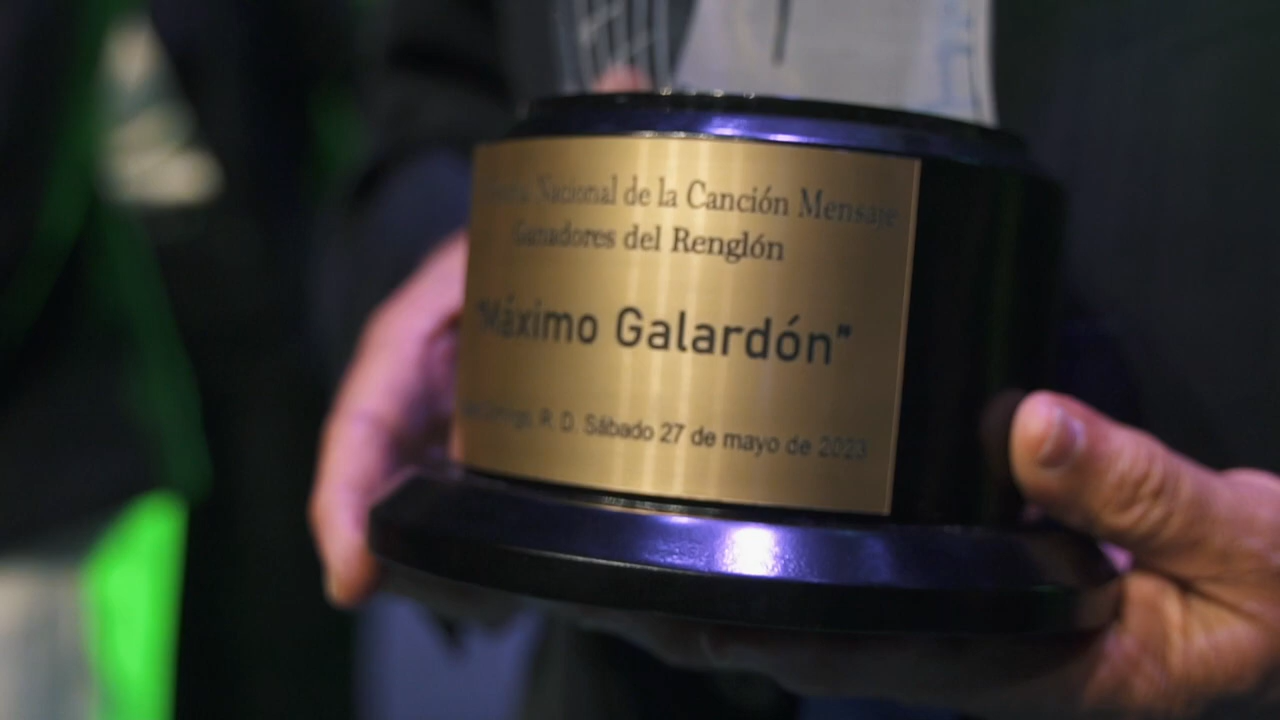 Nacional de la Canción Mensaje
Ganadores del Renglón
"Máximo Galardón"
R. D. Sábado 27 de mayo de 2023